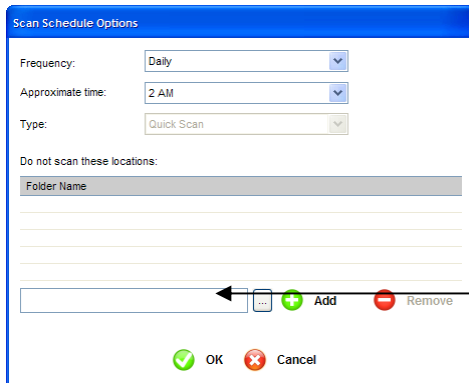 Scan Schedule Options
Frequency: Daily
Approximate time: 2 AM
Type: Quick Scan
Do not scan these locations:
Folder Name
... Add Remove
OK Cancel